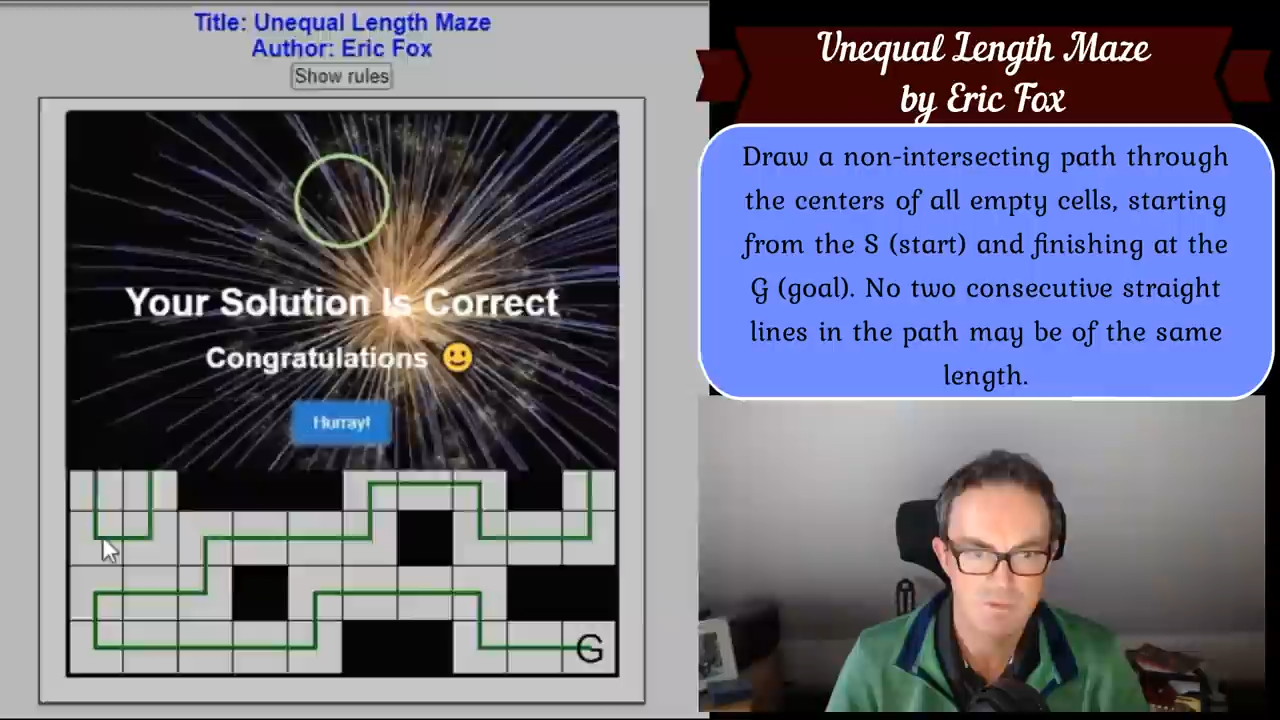 Title: Unequal Length Maze
Author: Eric Fox
Show rules
Your Solution Is Correct
Congratulations
Hurray!
G
Unequal Length Maze
by Eric Fox
Draw a non-intersecting path through
the centers of all empty cells, starting
from the S (start) and finishing at the
G (goal). No two consecutive straight
lines in the path may be of the same
length.